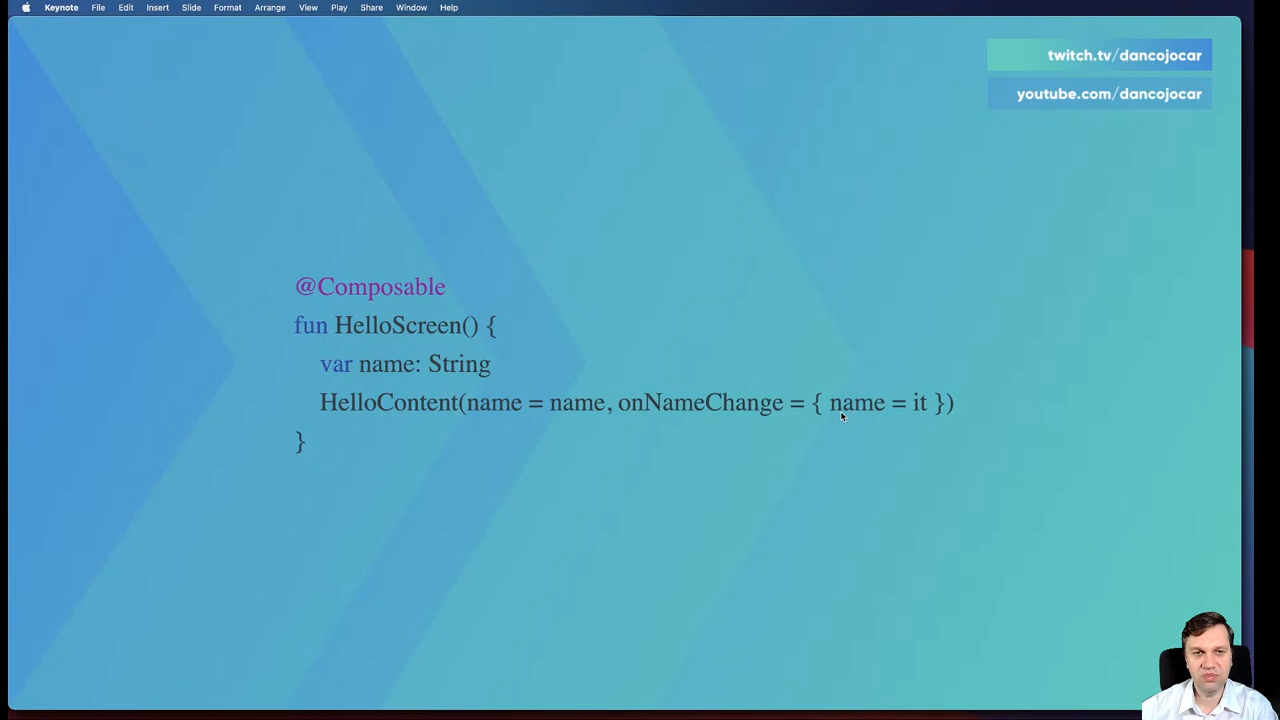 Keynote File Edit Insert Slide Format Arrange View Play Share Window Help
twitch.tv/dancojocar
youtube.com/dancojocar
@Composable
fun HelloScreen() {
var name: String
HelloContent(name = name, onNameChange = { name = it })
}